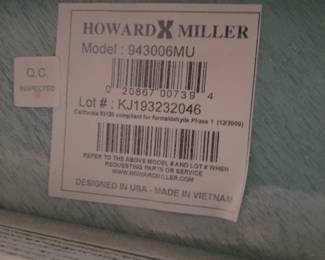 HOWARD MILLER
Model : 943006MU
Q.C.
INSPECTED
0 20867 00739 4
Lot # : KJ193232046
California 93120 compliant for formaldehyde Phase 1 (12/2009)
REFER TO THE ABOVE MODEL # AND LOT # WHEN
REQUESTING PARTS OR SERVICE
WWW.HOWARDMILLER.COM
DESIGNED IN USA - MADE IN VIETNAM